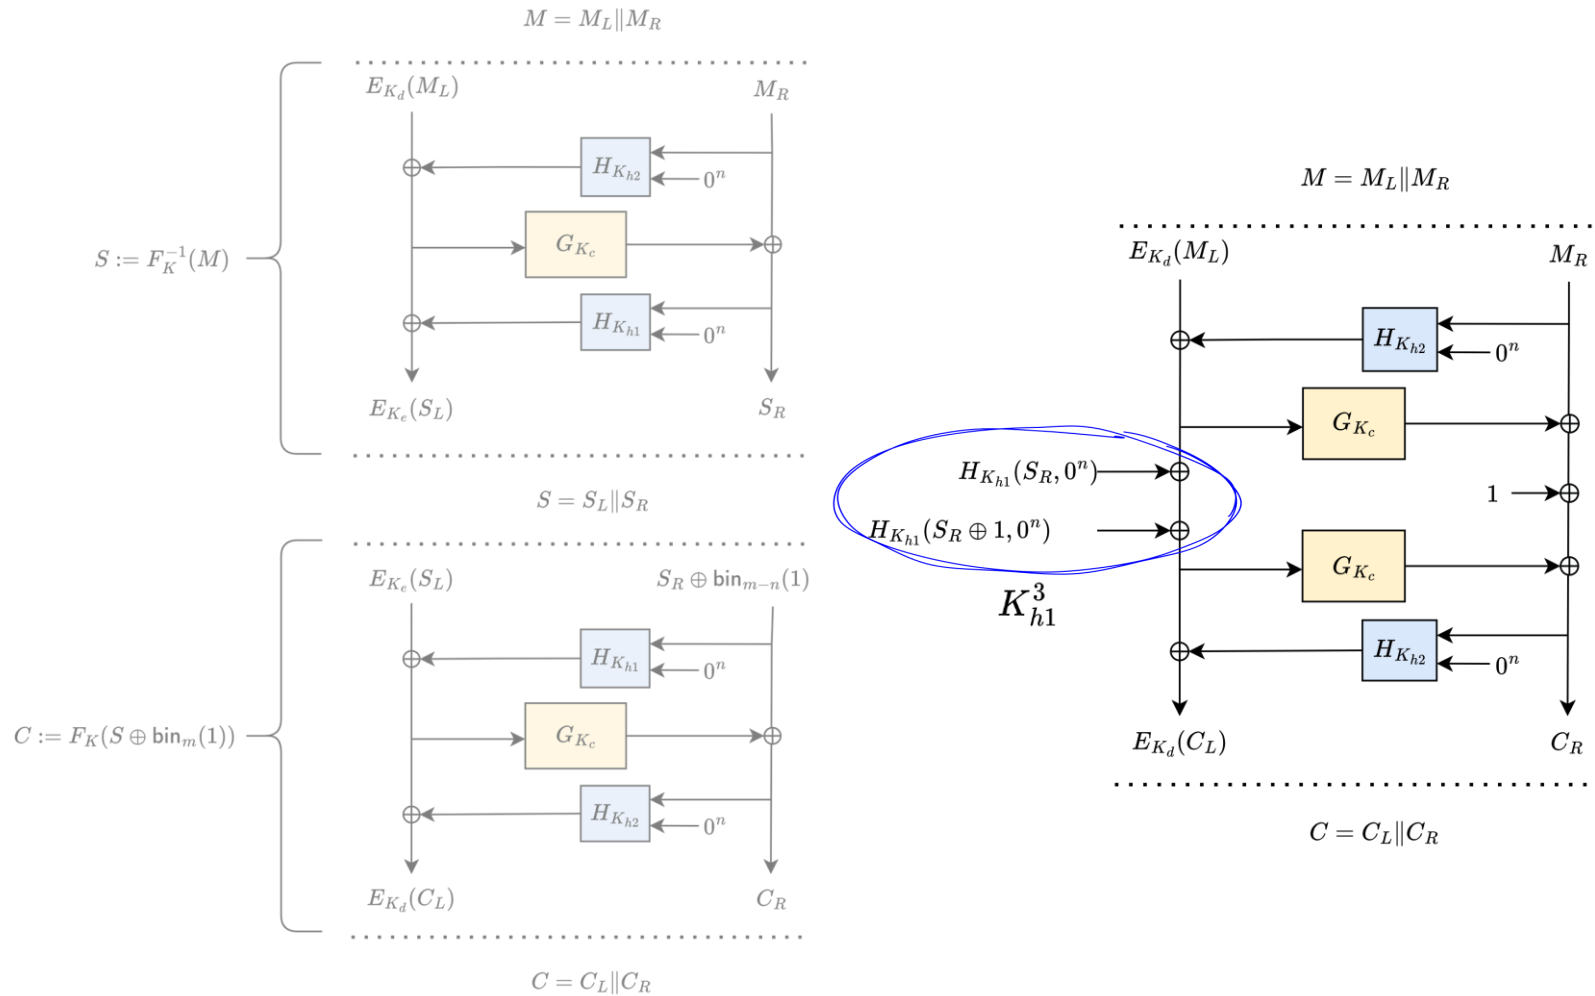 M = M_L‖M_R
E_{K_d}(M_L) M_R
H_{K_{h2}} 0^n
G_{K_c}
S := F_K^{-1}(M)
H_{K_{h1}} 0^n
E_{K_e}(S_L) S_R
S = S_L‖S_R
E_{K_e}(S_L) S_R ⊕ bin_{m-n}(1)
H_{K_{h1}} 0^n
C := F_K(S ⊕ bin_m(1))
G_{K_c}
H_{K_{h2}} 0^n
E_{K_d}(C_L) C_R
C = C_L‖C_R
M = M_L‖M_R
E_{K_d}(M_L) M_R
H_{K_{h2}} 0^n
G_{K_c}
H_{K_{h1}}(S_R, 0^n)
1
H_{K_{h1}}(S_R ⊕ 1, 0^n)
G_{K_c}
K_{h1}^3
H_{K_{h2}} 0^n
E_{K_d}(C_L) C_R
C = C_L‖C_R